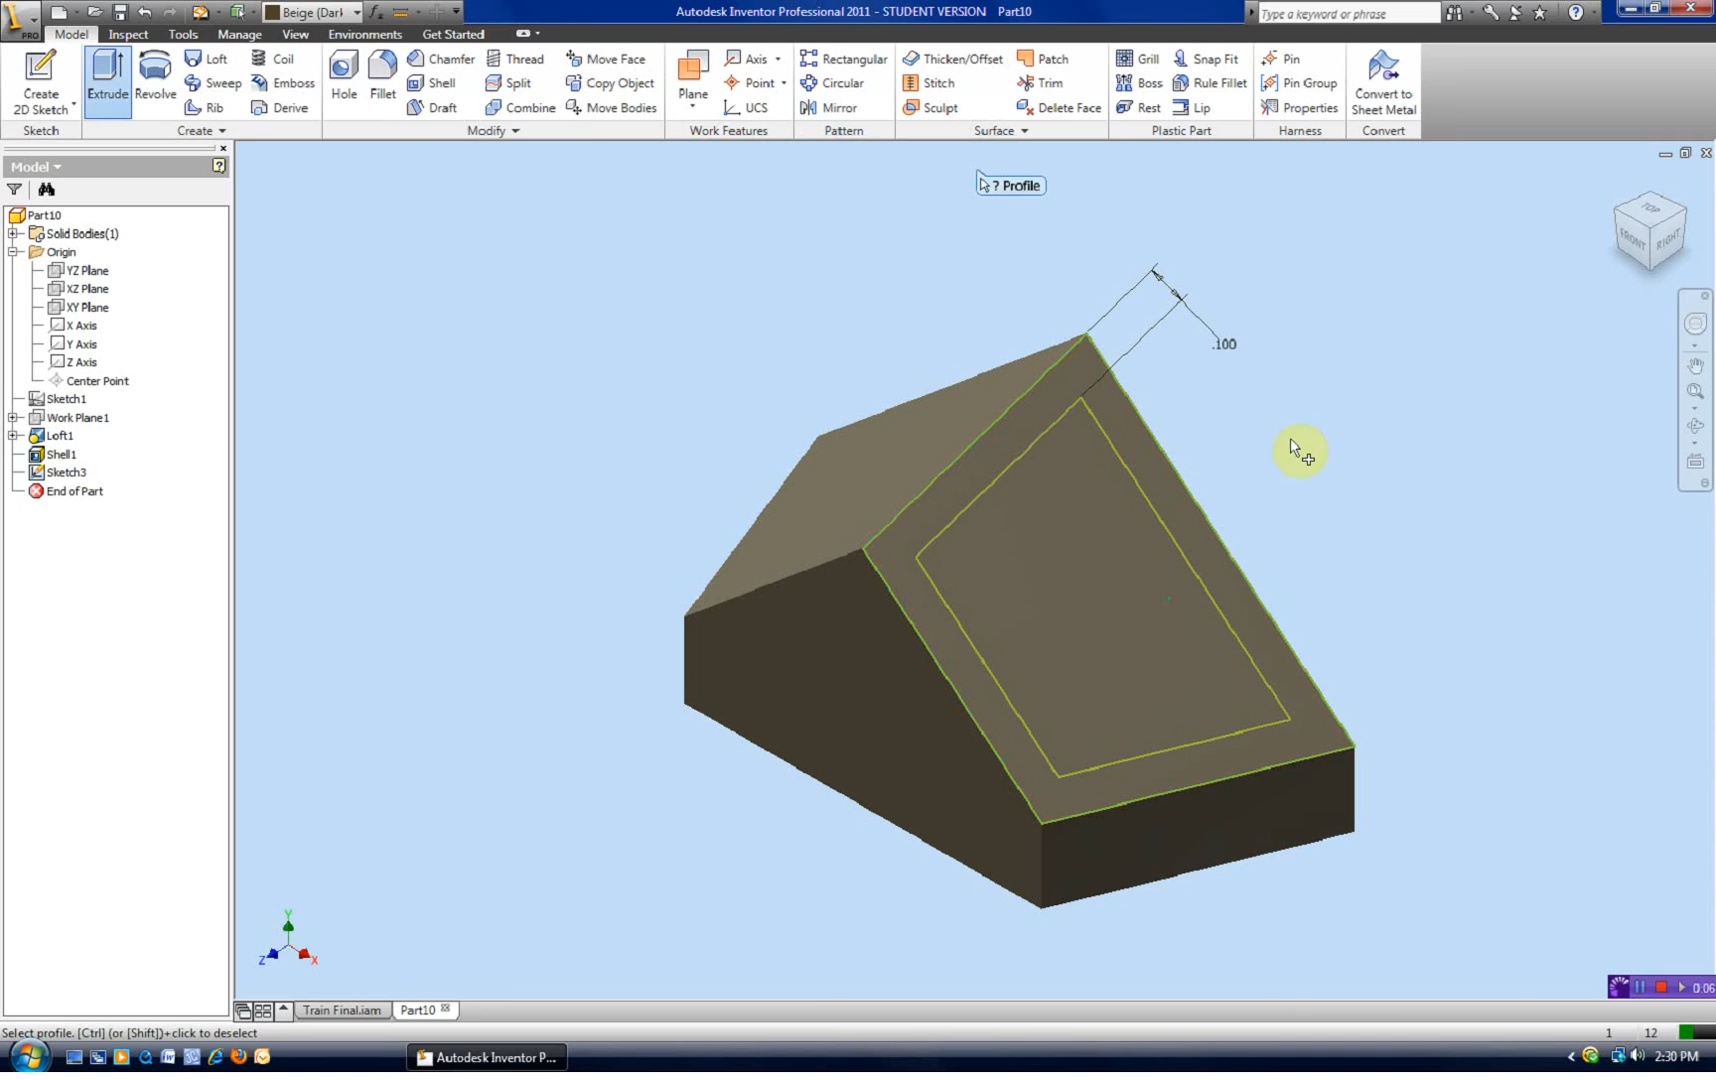 Beige (Dark
Autodesk Inventor Professional 2011 - STUDENT VERSION Part10
Type a keyword or phrase
PRO
Model Inspect Tools Manage View Environments Get Started
Create
2D Sketch
Extrude
Revolve
Loft
Sweep
Rib
Coil
Emboss
Derive
Hole
Fillet
Chamfer
Shell
Draft
Thread
Split
Combine
Move Face
Copy Object
Move Bodies
Plane
Axis
Point
UCS
Rectangular
Circular
Mirror
Thicken/Offset
Stitch
Sculpt
Patch
Trim
Delete Face
Grill
Boss
Rest
Snap Fit
Rule Fillet
Lip
Pin
Pin Group
Properties
Convert to
Sheet Metal
Sketch Create Modify Work Features Pattern Surface Plastic Part Harness Convert
Model
Part10
Solid Bodies(1)
Origin
YZ Plane
XZ Plane
XY Plane
X Axis
Y Axis
Z Axis
Center Point
Sketch1
Work Plane1
Loft1
Shell1
Sketch3
End of Part
? Profile
TOP
FRONT
RIGHT
.100
Y
Z
X
0:06
Train Final.iam Part10
Select profile. [Ctrl] (or [Shift])+click to deselect
1 12
Autodesk Inventor P...
2:30 PM